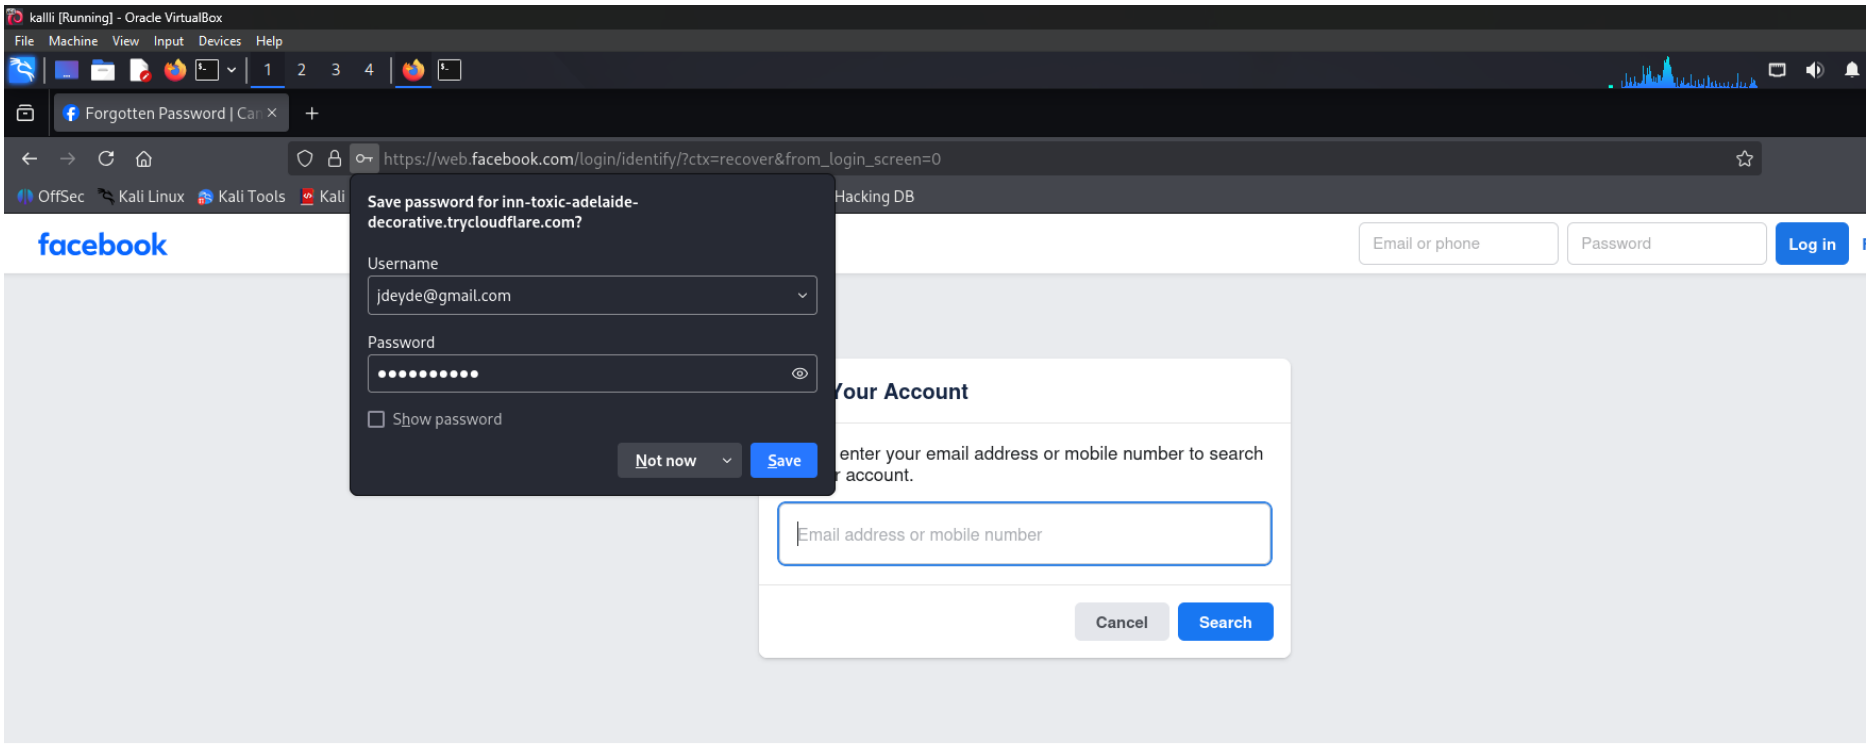 kallli [Running] - Oracle VirtualBox
File Machine View Input Devices Help
1 2 3 4
Forgotten Password | Can
https://web.facebook.com/login/identify/?ctx=recover&from_login_screen=0
OffSec Kali Linux Kali Tools Kali Hacking DB
Save password for inn-toxic-adelaide-
decorative.trycloudflare.com?
Username
jdeyde@gmail.com
Password
••••••••••
Show password
Not now Save
facebook
Email or phone Password Log in
Your Account
enter your email address or mobile number to search
account.
Email address or mobile number
Cancel Search